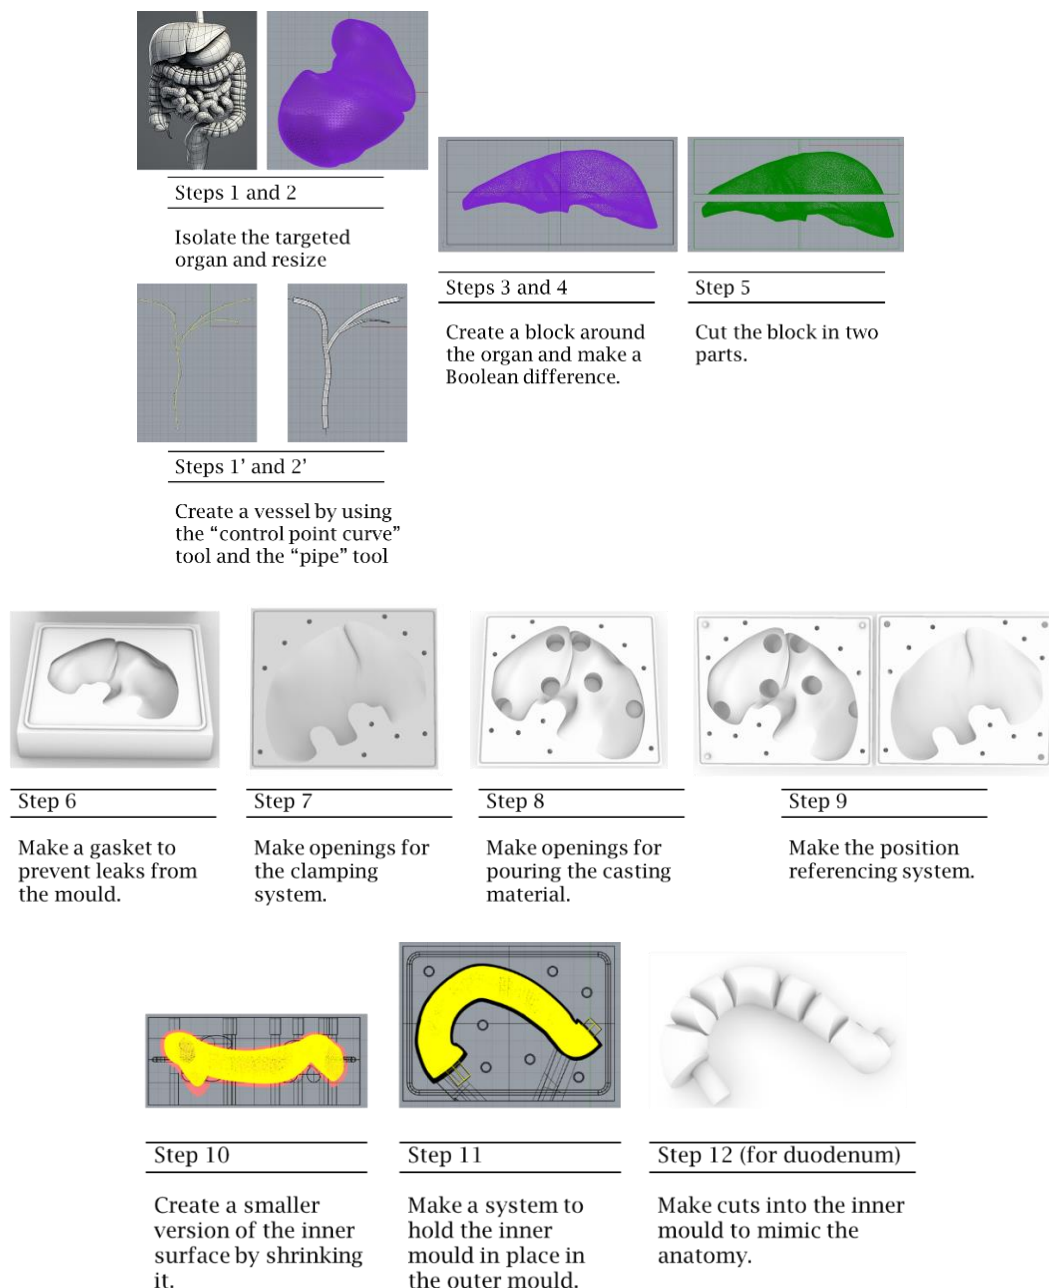 Steps 1 and 2
Isolate the targeted
organ and resize
Steps 3 and 4
Create a block around
the organ and make a
Boolean difference.
Step 5
Cut the block in two
parts.
Steps 1’ and 2’
Create a vessel by using
the “control point curve”
tool and the “pipe” tool
Step 6
Make a gasket to
prevent leaks from
the mould.
Step 7
Make openings for
the clamping
system.
Step 8
Make openings for
pouring the casting
material.
Step 9
Make the position
referencing system.
Step 10
Create a smaller
version of the inner
surface by shrinking
it.
Step 11
Make a system to
hold the inner
mould in place in
the outer mould.
Step 12 (for duodenum)
Make cuts into the inner
mould to mimic the
anatomy.